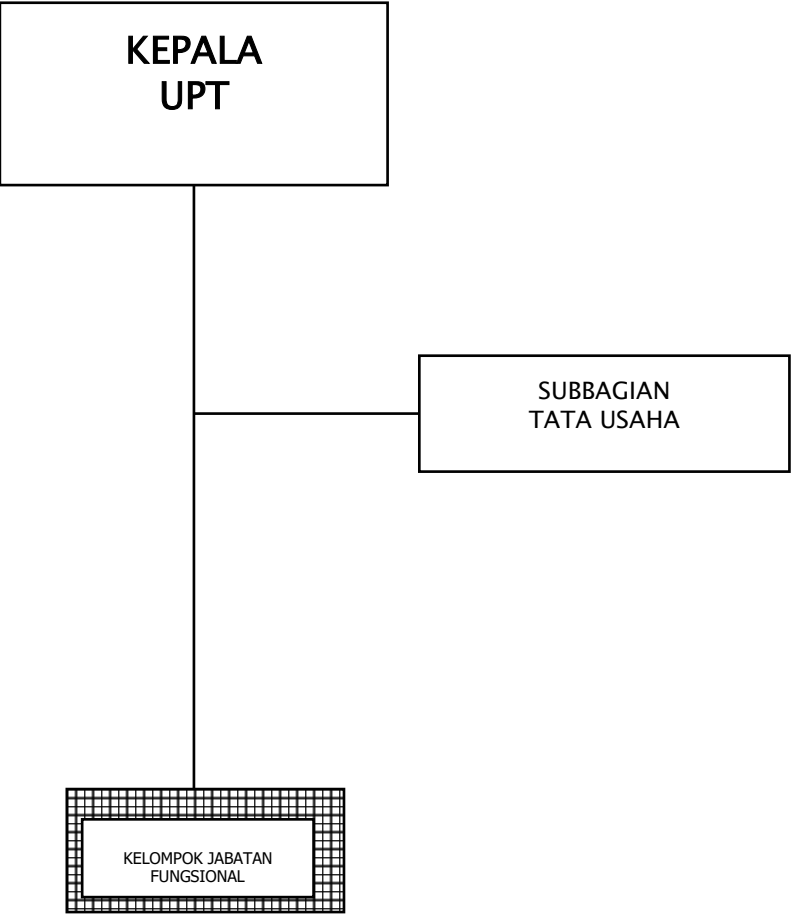 KEPALA
UPT
SUBBAGIAN
TATA USAHA
KELOMPOK JABATAN
FUNGSIONAL